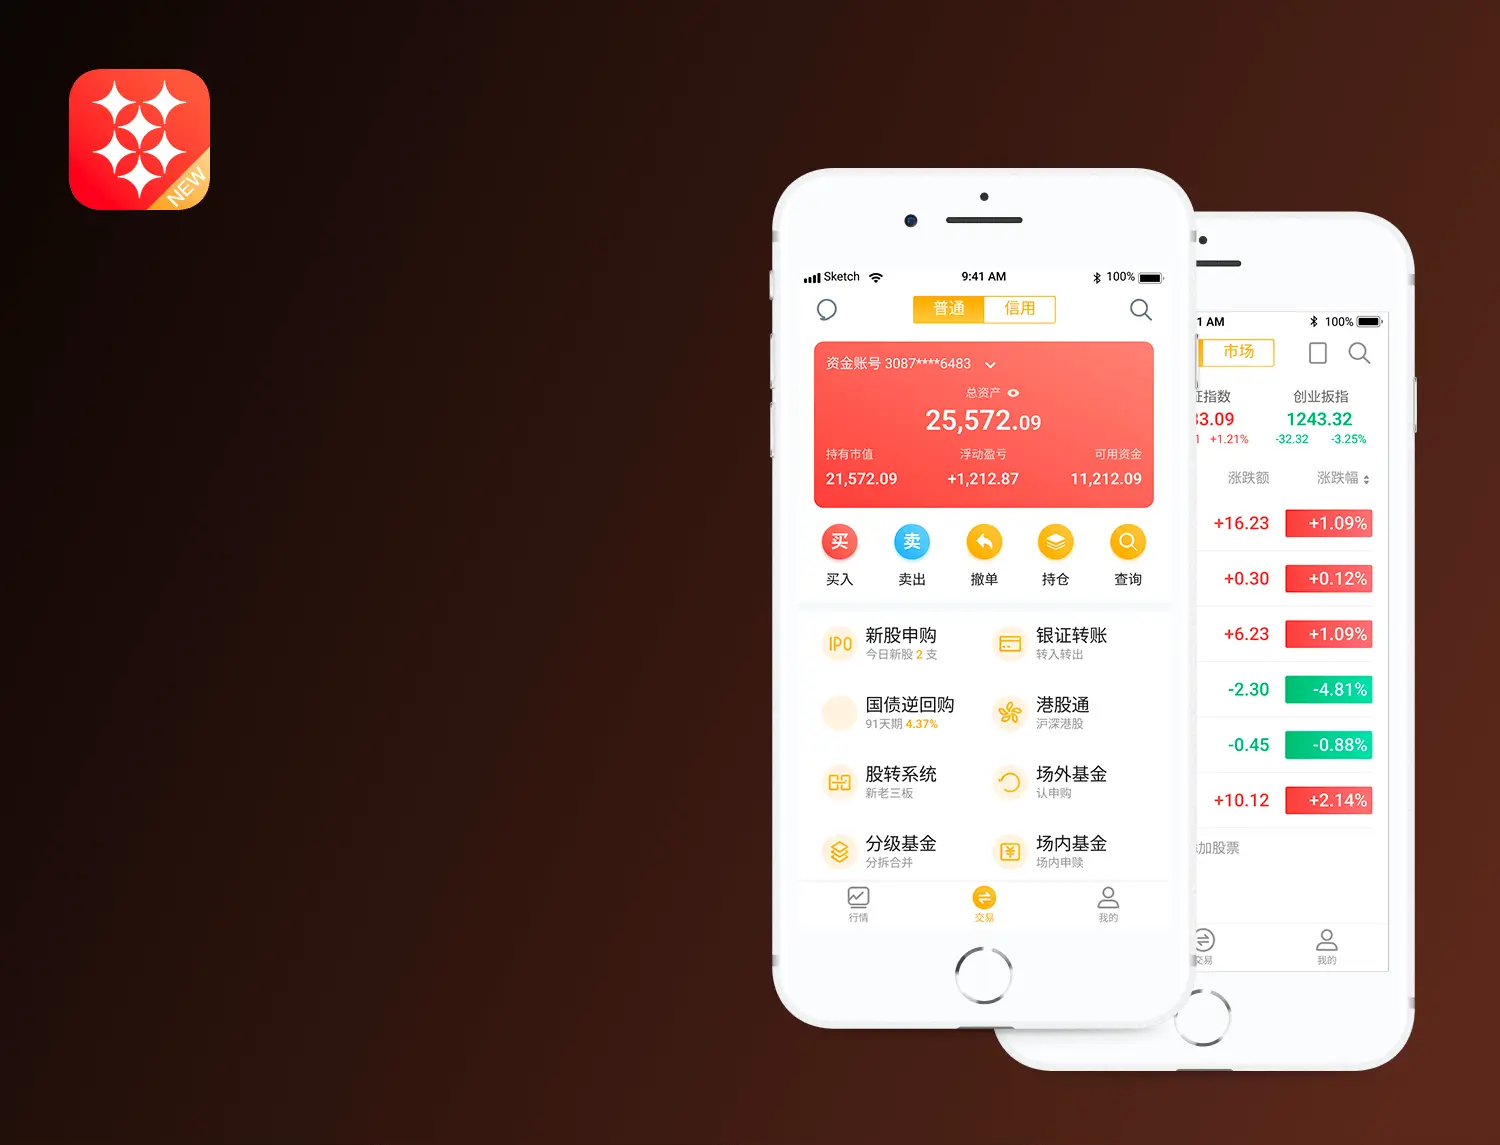 NEW
Sketch 9:41 AM 100%
普通 信用
资金账号 3087****6483
总资产
25,572.09
持有市值 浮动盈亏 可用资金
21,572.09 +1,212.87 11,212.09
买 卖
买入 卖出 撤单 持仓 查询
IPO 新股申购 银证转账
今日新股 2 支 转入转出
国债逆回购 港股通
91天期 4.37% 沪深港股
股转系统 场外基金
新老三板 认申购
分级基金 场内基金
分拆合并 场内申赎
行情 交易 我的
1 AM 100%
市场
证指数 创业扳指
33.09 1243.32
1 +1.21% -32.32 -3.25%
涨跌额 涨跌幅
+16.23 +1.09%
+0.30 +0.12%
+6.23 +1.09%
-2.30 -4.81%
-0.45 -0.88%
+10.12 +2.14%
加股票
交易 我的